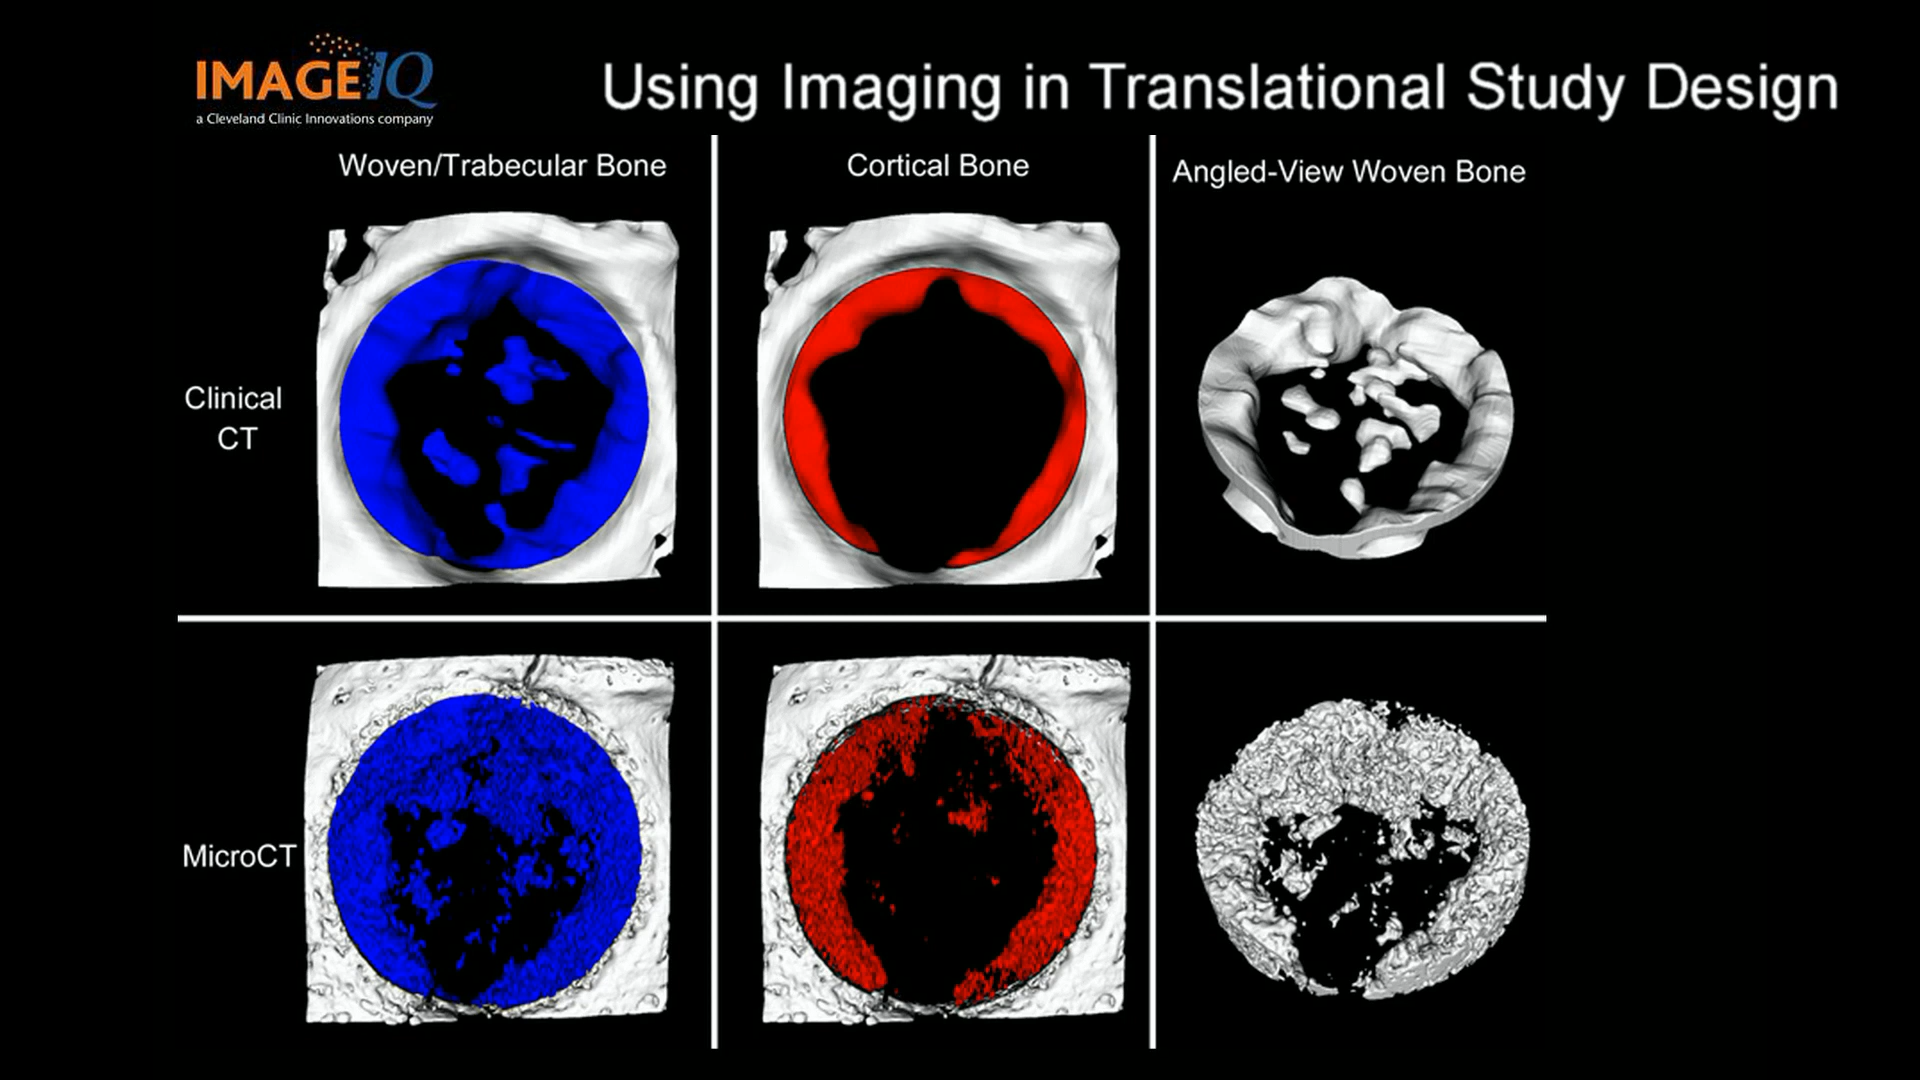 IMAGEIQ
a Cleveland Clinic Innovations company
Using Imaging in Translational Study Design
Woven/Trabecular Bone
Cortical Bone
Angled-View Woven Bone
Clinical
CT
MicroCT